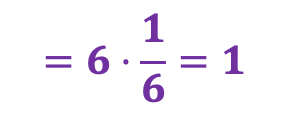 = 6 · 1/6 = 1